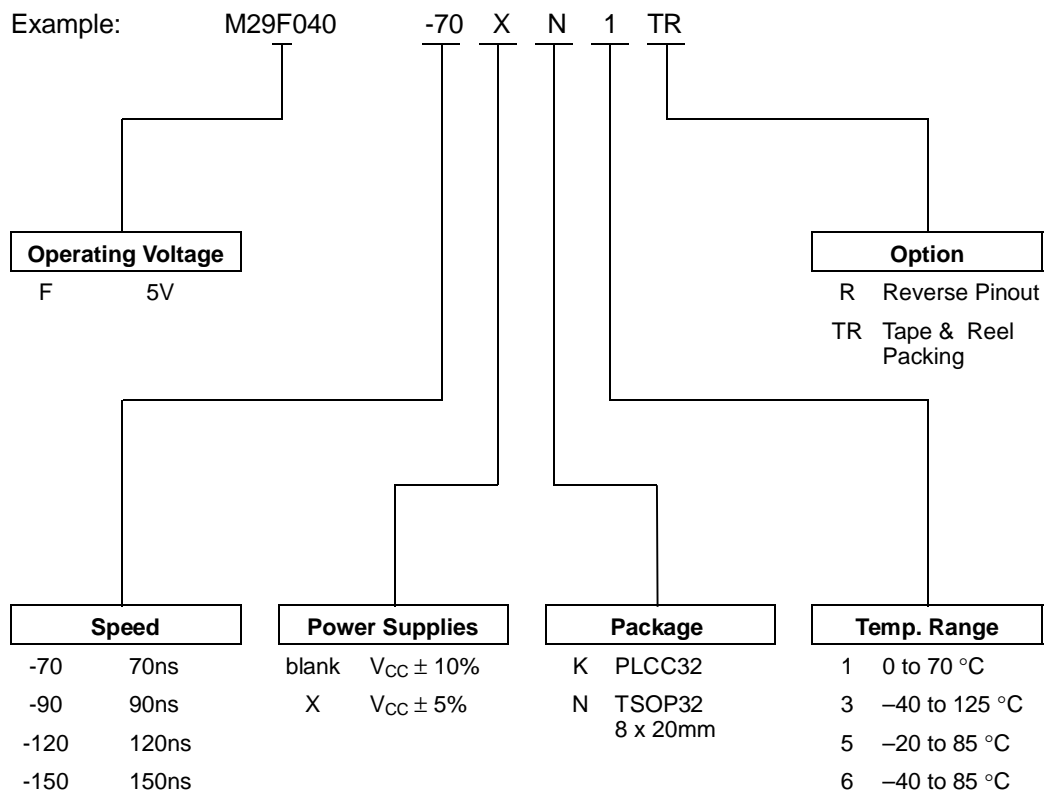 Example: M29F040 -70 X N 1 TR
Operating Voltage
F 5V
Option
R Reverse Pinout
TR Tape & Reel
Packing
Speed
-70 70ns
-90 90ns
-120 120ns
-150 150ns
Power Supplies
blank VCC ± 10%
X VCC ± 5%
Package
K PLCC32
N TSOP32
8 x 20mm
Temp. Range
1 0 to 70 °C
3 –40 to 125 °C
5 –20 to 85 °C
6 –40 to 85 °C